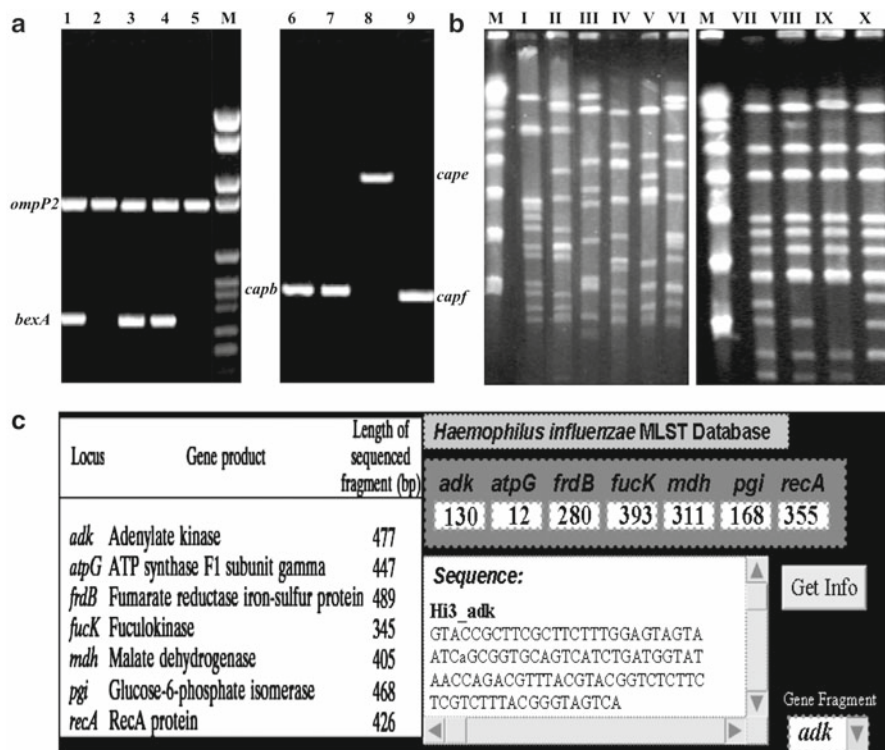 a
1 2 3 4 5 M
6 7 8 9
ompP2
bexA
capb
cape
capf
b
M I II III IV V VI
M VII VIII IX X
c
Locus Gene product Length of sequenced fragment (bp)
adk Adenylate kinase 477
atpG ATP synthase F1 subunit gamma 447
frdB Fumarate reductase iron-sulfur protein 489
fucK Fuculokinase 345
mdh Malate dehydrogenase 405
pgi Glucose-6-phosphate isomerase 468
recA RecA protein 426
Haemophilus influenzae MLST Database
adk atpG frdB fucK mdh pgi recA
130 12 280 393 311 168 355
Sequence:
Hi3_adk
GTACCGCTTCGCTTCTTTGGAGTAGTA
ATCaGCGGTGCAGTCATCTGATGGTAT
AACCAGACGTTTACGTACGGTCTCTTC
TCGTCTTTACGGGTAGTCA
Get Info
Gene Fragment
adk